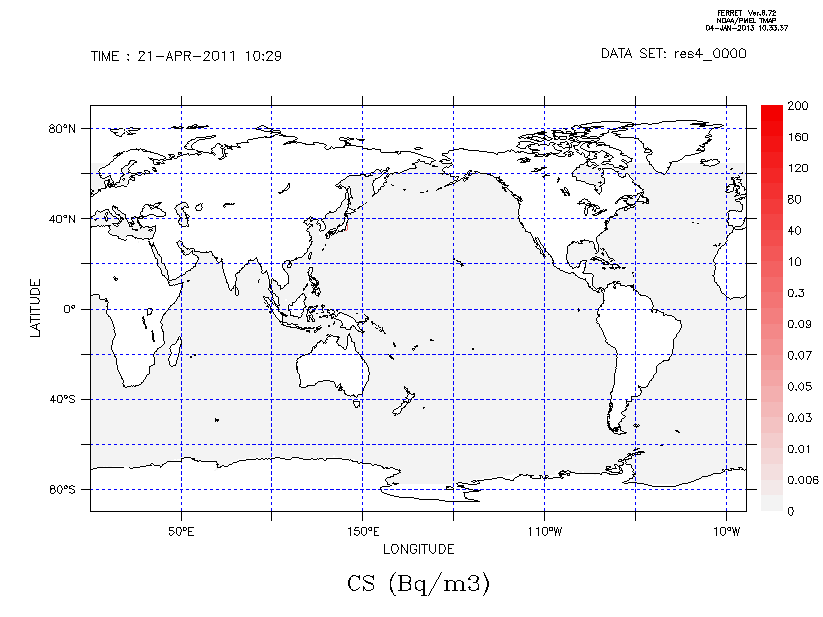 FERRET Ver.6.72
NOAA/PMEL TMAP
04-JAN-2013 10.33.37
TIME : 21-APR-2011 10:29
DATA SET: res4_0000
80°N
40°N
0°
40°S
80°S
LATITUDE
50°E
150°E
110°W
10°W
LONGITUDE
200
160
120
80
40
10
0.3
0.09
0.07
0.05
0.03
0.01
0.006
0
CS (Bq/m3)